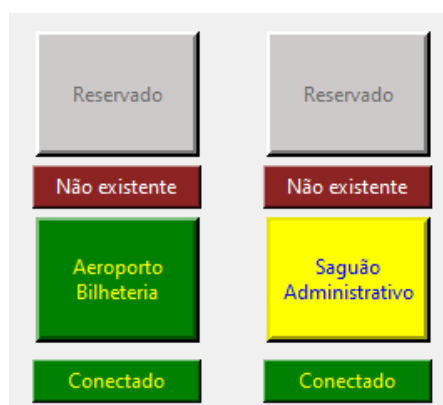 Reservado
Reservado
Não existente
Não existente
Aeroporto
Bilheteria
Saguão
Administrativo
Conectado
Conectado